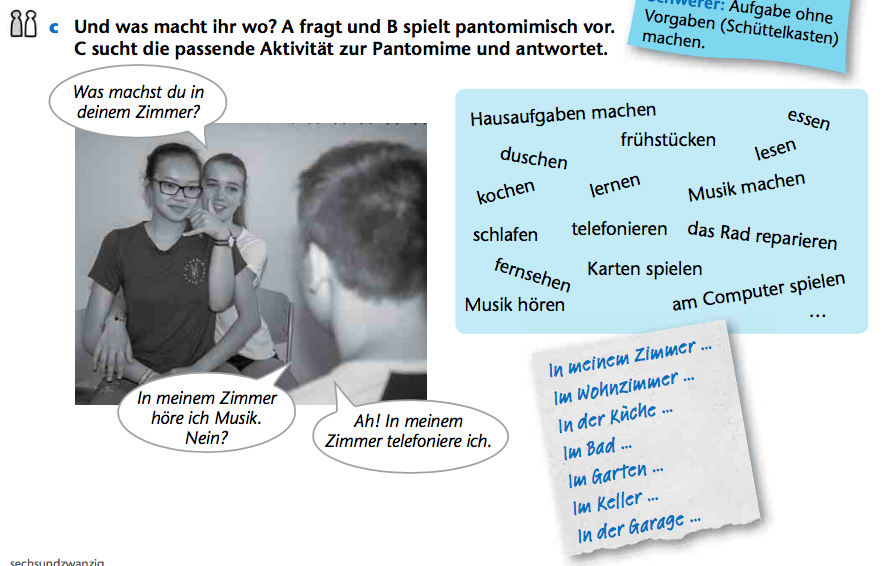 c Und was macht ihr wo? A fragt und B spielt pantomimisch vor.
C sucht die passende Aktivität zur Pantomime und antwortet.
Schwerer: Aufgabe ohne
Vorgaben (Schüttelkasten)
machen.
Was machst du in
deinem Zimmer?
In meinem Zimmer
höre ich Musik.
Nein?
Ah! In meinem
Zimmer telefoniere ich.
Hausaufgaben machen
essen
frühstücken
duschen
lesen
kochen
lernen
Musik machen
schlafen
telefonieren
das Rad reparieren
fernsehen
Karten spielen
Musik hören
am Computer spielen
...
In meinem Zimmer ...
Im Wohnzimmer ...
In der Küche ...
Im Bad ...
Im Garten ...
Im Keller ...
In der Garage ...
sechsundzwanzig